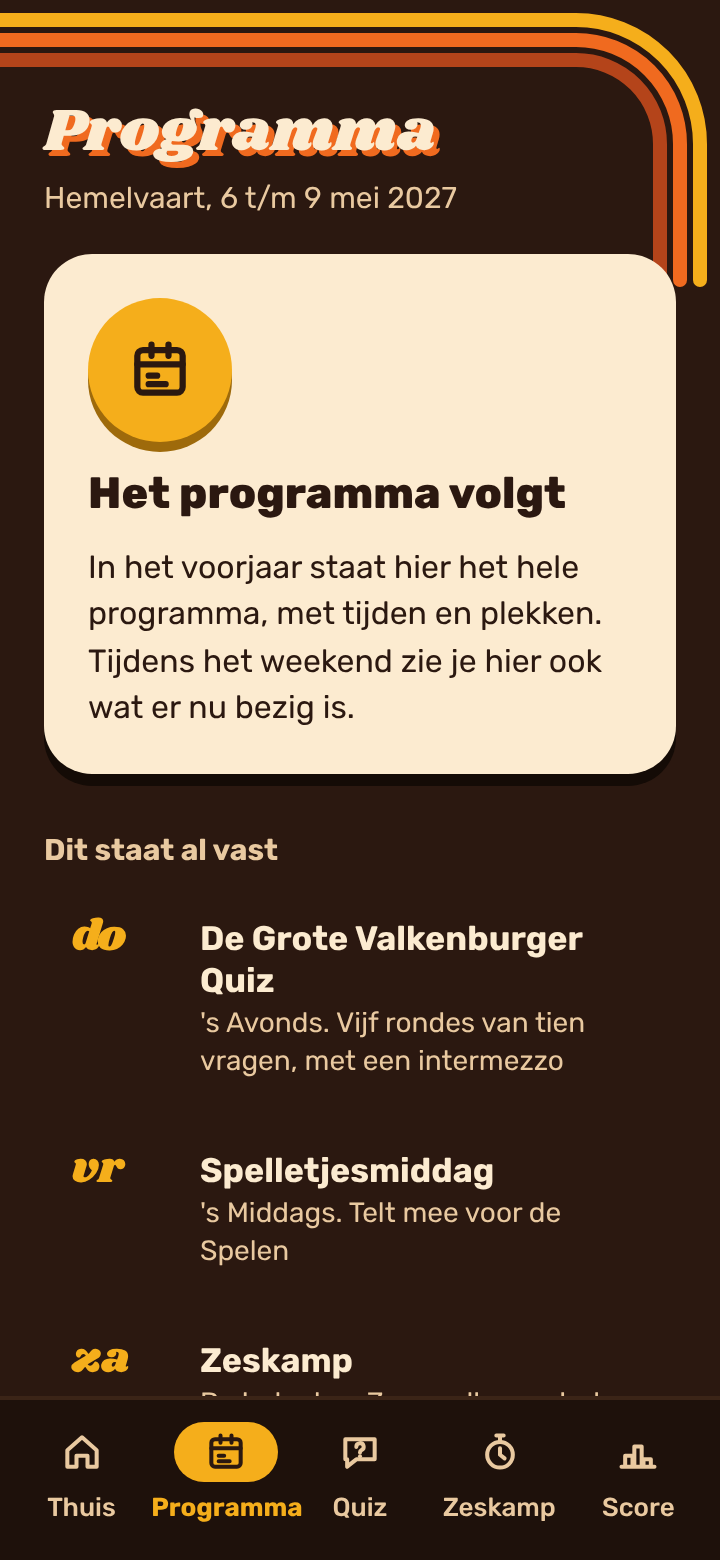 Programma
Hemelvaart, 6 t/m 9 mei 2027
Het programma volgt
In het voorjaar staat hier het hele
programma, met tijden en plekken.
Tijdens het weekend zie je hier ook
wat er nu bezig is.
Dit staat al vast
do
De Grote Valkenburger
Quiz
's Avonds. Vijf rondes van tien
vragen, met een intermezzo
vr
Spelletjesmiddag
's Middags. Telt mee voor de
Spelen
za
Zeskamp
Thuis
Programma
Quiz
Zeskamp
Score